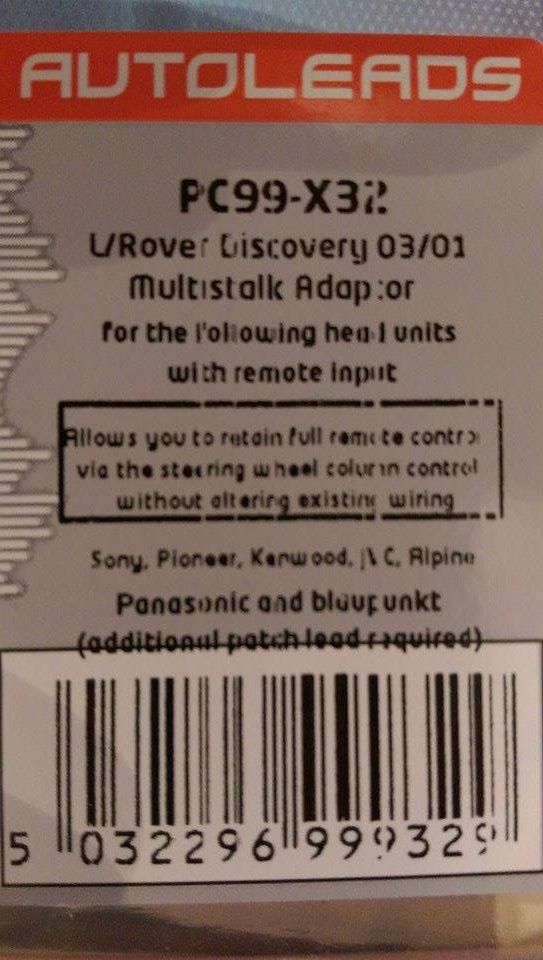 AUTOLEADS
PC99-X32
L/Rover Discovery 03/01
Multistalk Adaptor
for the following head units
with remote input
Allows you to retain full remote control
via the steering wheel column control
without altering existing wiring
Sony, Pioneer, Kenwood, JVC, Alpine
Panasonic and blaupunkt
(additional patch lead required)
5 032296 999329